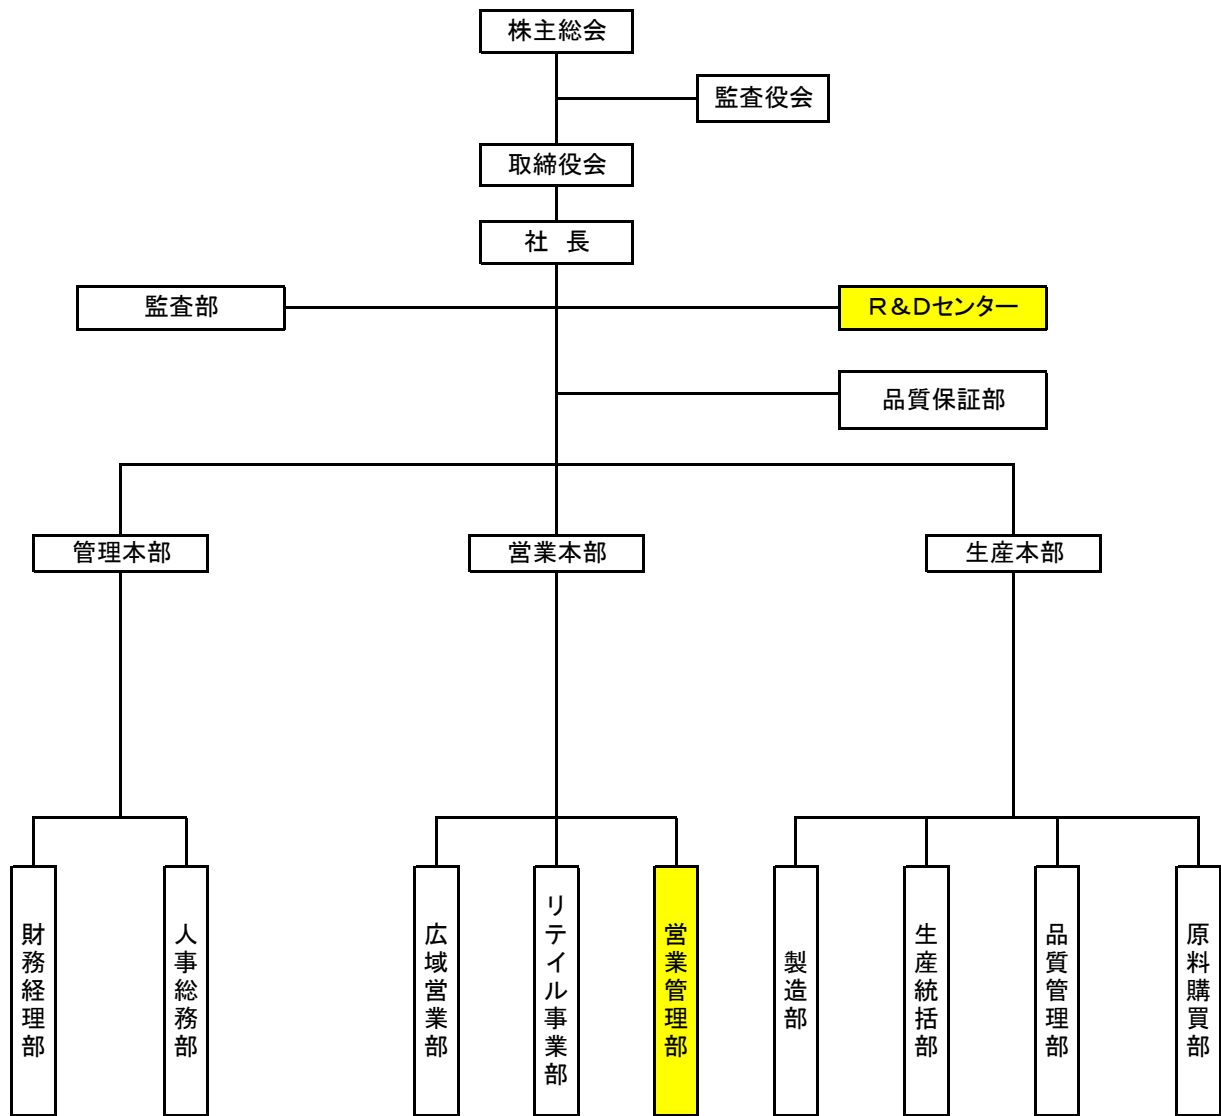 株主総会
監査役会
取締役会
社 長
監査部
R&Dセンター
品質保証部
管理本部
営業本部
生産本部
財務経理部
人事総務部
広域営業部
リテイル事業部
営業管理部
製造部
生産統括部
品質管理部
原料購買部